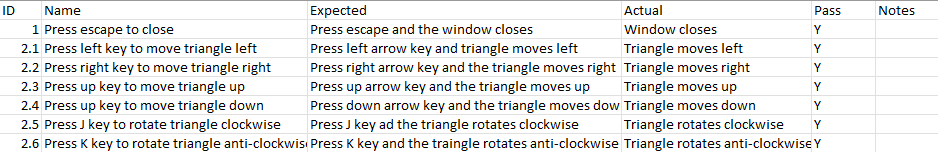 ID Name Expected Actual Pass Notes
1 Press escape to close Press escape and the window closes Window closes Y
2.1 Press left key to move triangle left Press left arrow key and triangle moves left Triangle moves left Y
2.2 Press right key to move triangle right Press right arrow key and the triangle moves right Triangle moves right Y
2.3 Press up key to move triangle up Press up arrow key and the triangle moves up Triangle moves up Y
2.4 Press up key to move triangle down Press down arrow key and the triangle moves dow Triangle moves down Y
2.5 Press J key to rotate triangle clockwise Press J key ad the triangle rotates clockwise Triangle rotates clockwise Y
2.6 Press K key to rotate triangle anti-clockwis Press K key and the traingle rotates anti-clockwise Triangle rotates anti-clockwise Y